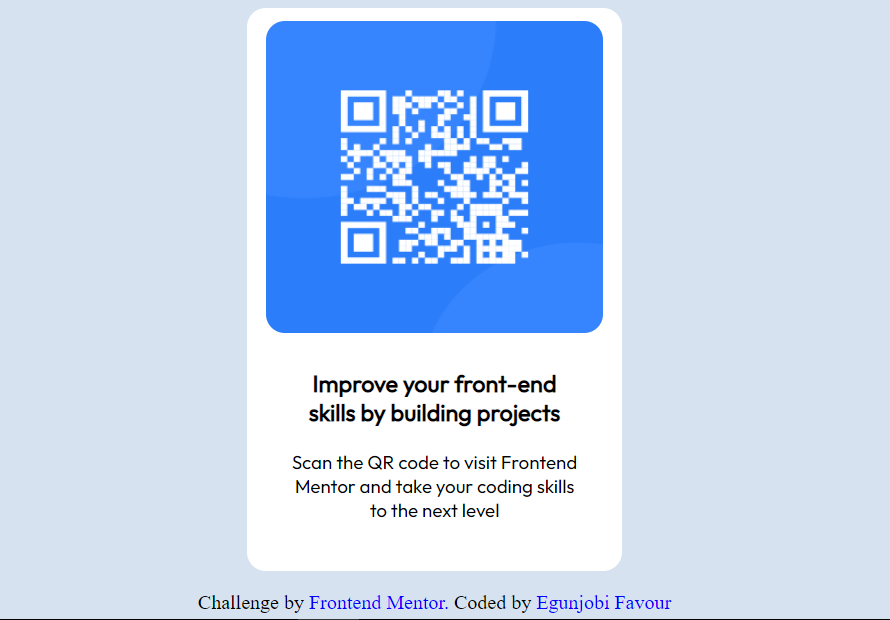 Improve your front-end
skills by building projects
Scan the QR code to visit Frontend
Mentor and take your coding skills
to the next level
Challenge by Frontend Mentor. Coded by Egunjobi Favour